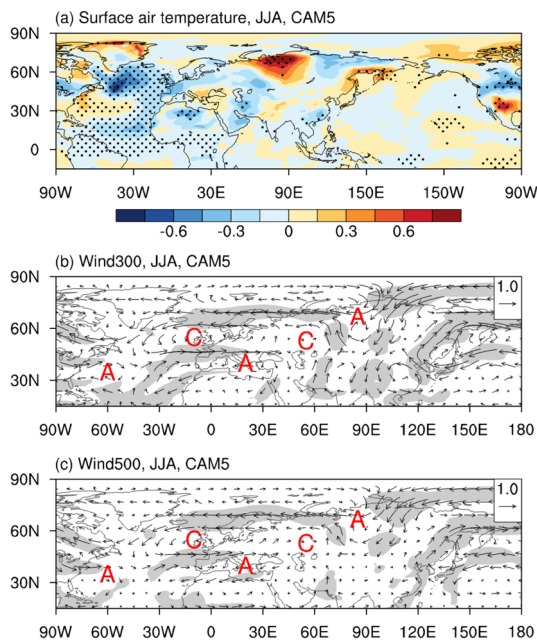 (a) Surface air temperature, JJA, CAM5
90N
60N
30N
0
90W 30W 30E 90E 150E 150W 90W
-0.6 -0.3 0 0.3 0.6
(b) Wind300, JJA, CAM5
90N
1.0
60N
30N
C A
C
A A
90W 60W 30W 0 30E 60E 90E 120E 150E 180
(c) Wind500, JJA, CAM5
90N
1.0
60N
30N
A
C C
A A
90W 60W 30W 0 30E 60E 90E 120E 150E 180